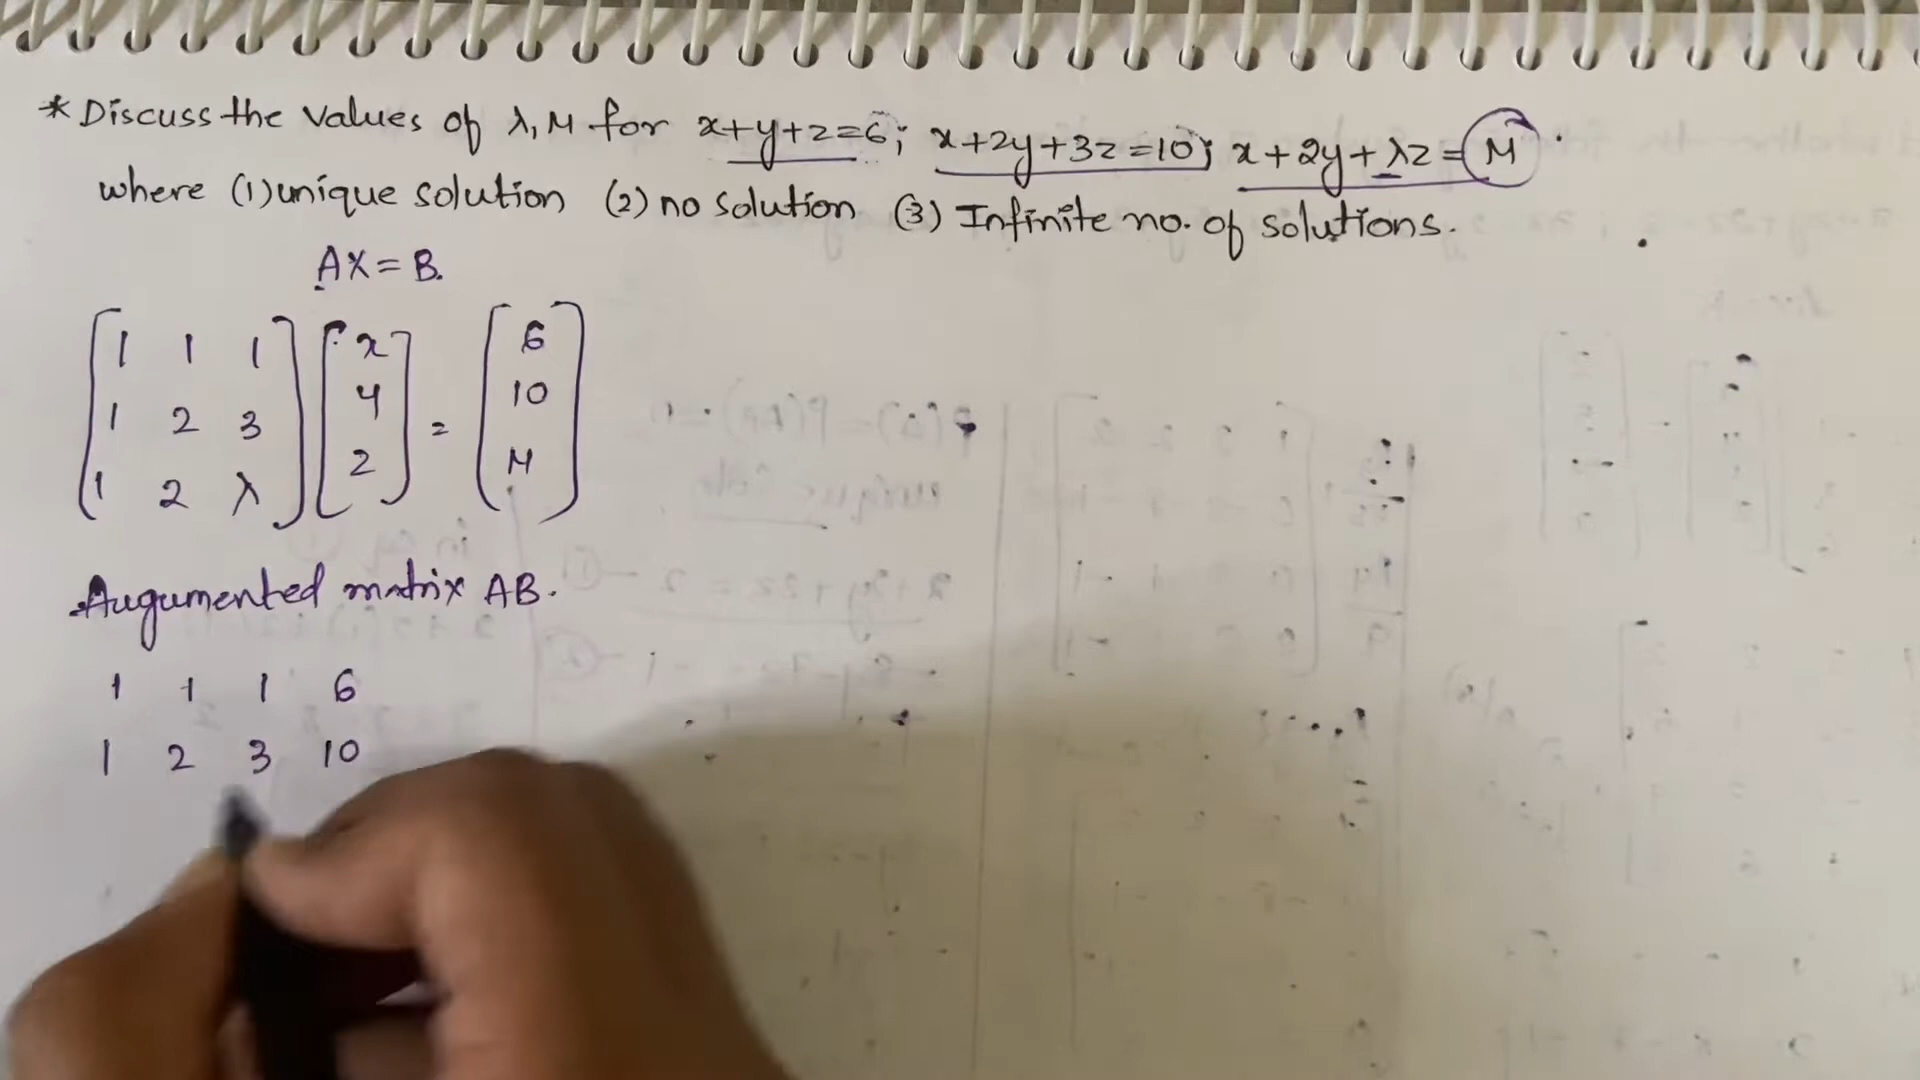 * Discuss the values of λ, M for x+y+z=6; x+2y+3z=10; x+2y+λz=M.
where (1) unique solution (2) no solution (3) Infinite no. of solutions.
AX = B.
1 1 1 x 6
1 2 3 y = 10
1 2 λ z M
Augumented matrix AB.
1 1 1 6
1 2 3 10